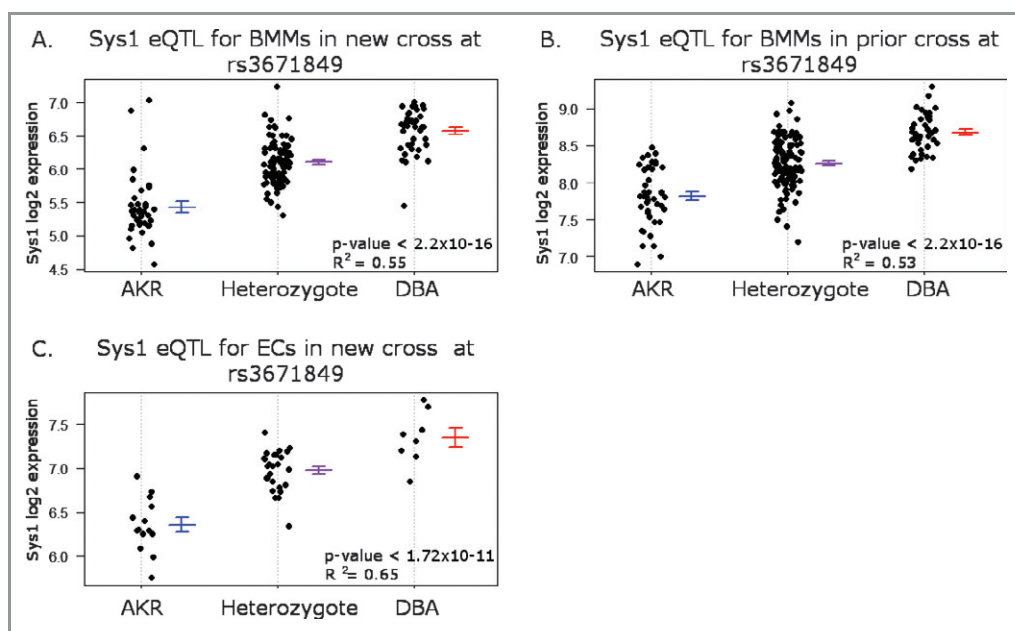 A. Sys1 eQTL for BMMs in new cross at
rs3671849
Sys1 log2 expression
7.0
6.5
6.0
5.5
5.0
4.5
p-value < 2.2x10-16
R² = 0.55
AKR Heterozygote DBA
B. Sys1 eQTL for BMMs in prior cross at
rs3671849
Sys1 log2 expression
9.0
8.5
8.0
7.5
7.0
p-value < 2.2x10-16
R² = 0.53
AKR Heterozygote DBA
C. Sys1 eQTL for ECs in new cross at
rs3671849
Sys1 log2 expression
7.5
7.0
6.5
6.0
p-value < 1.72x10-11
R² = 0.65
AKR Heterozygote DBA